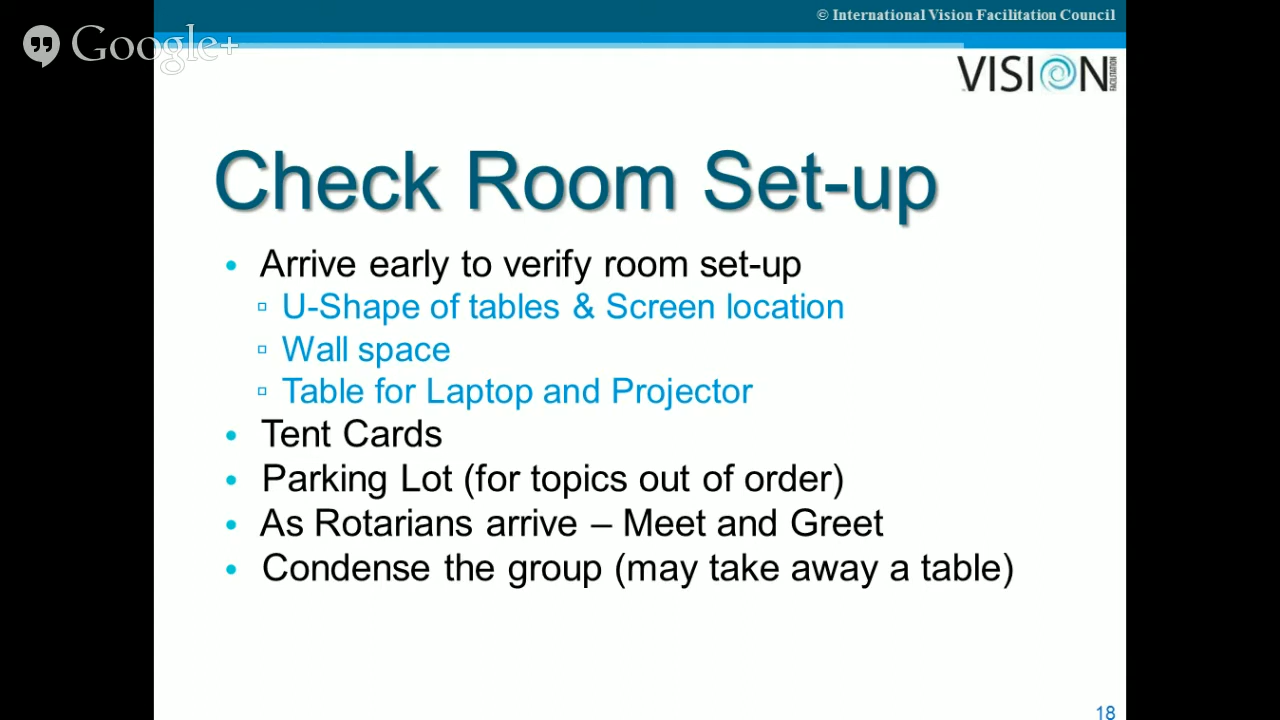 © International Vision Facilitation Council
Google+
VISION
FACILITATION
Check Room Set-up
• Arrive early to verify room set-up
▫ U-Shape of tables & Screen location
▫ Wall space
▫ Table for Laptop and Projector
• Tent Cards
• Parking Lot (for topics out of order)
• As Rotarians arrive – Meet and Greet
• Condense the group (may take away a table)
18